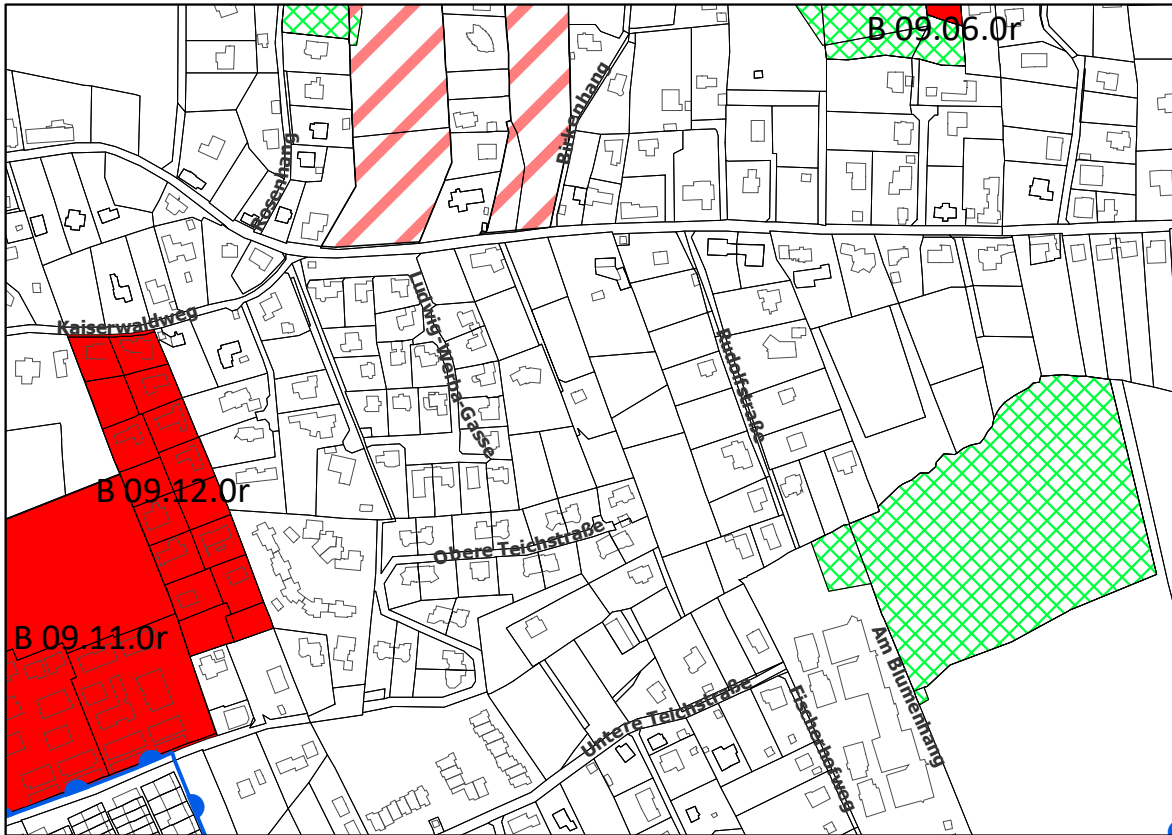 B 09.06.0r
Birkenhang
Rosenhang
Kaiserwaldweg
Ludwig-Werba-Gasse
Rudolfstraße
B 09.12.0r
Obere Teichstraße
B 09.11.0r
Am Blumenhang
Untere Teichstraße
Fischerhofweg